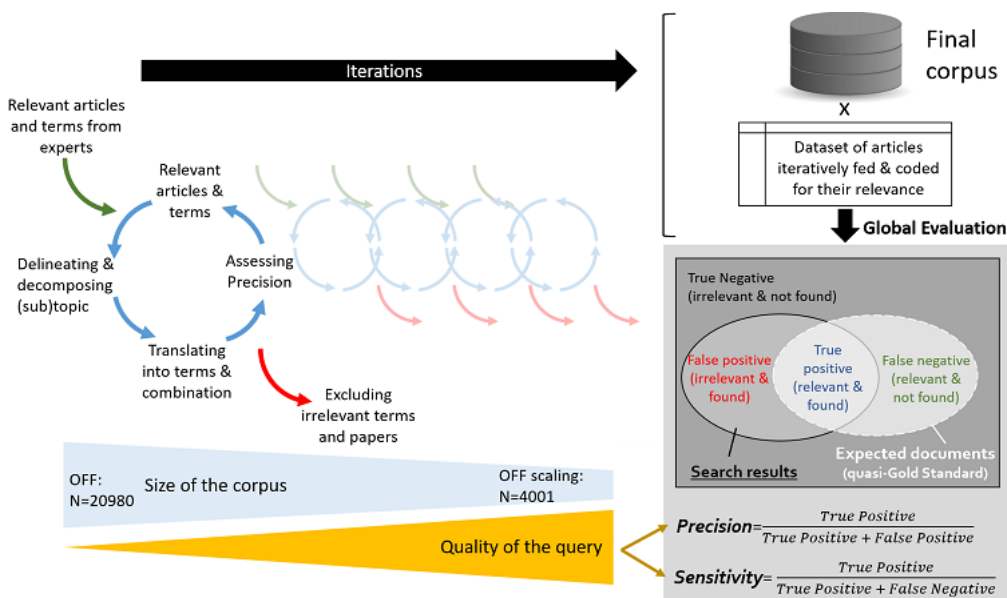 Iterations
Relevant articles
and terms from
experts
Relevant
articles &
terms
Delineating &
decomposing
(sub)topic
Assessing
Precision
Translating
into terms &
combination
Excluding
irrelevant terms
and papers
OFF:
N=20980
Size of the corpus
OFF scaling:
N=4001
Quality of the query
Final
corpus
X
Dataset of articles
iteratively fed & coded
for their relevance
Global Evaluation
True Negative
(irrelevant & not found)
False positive
(irrelevant &
found)
True
positive
(relevant &
found)
False negative
(relevant &
not found)
Search results
Expected documents
(quasi-Gold Standard)
Precision= True Positive / True Positive + False Positive
Sensitivity= True Positive / True Positive + False Negative